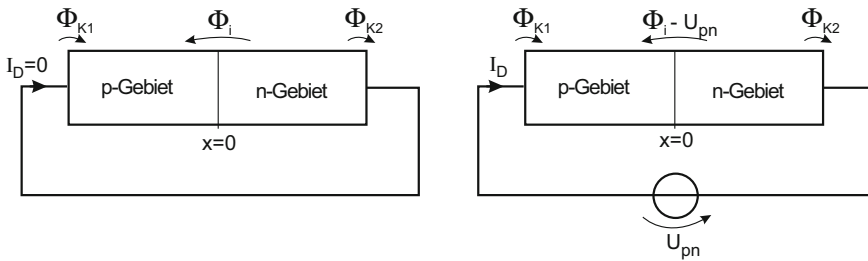 Φ_K1 Φ_i Φ_K2
I_D=0
p-Gebiet n-Gebiet
x=0
Φ_K1 Φ_i - U_pn Φ_K2
I_D
p-Gebiet n-Gebiet
x=0
U_pn